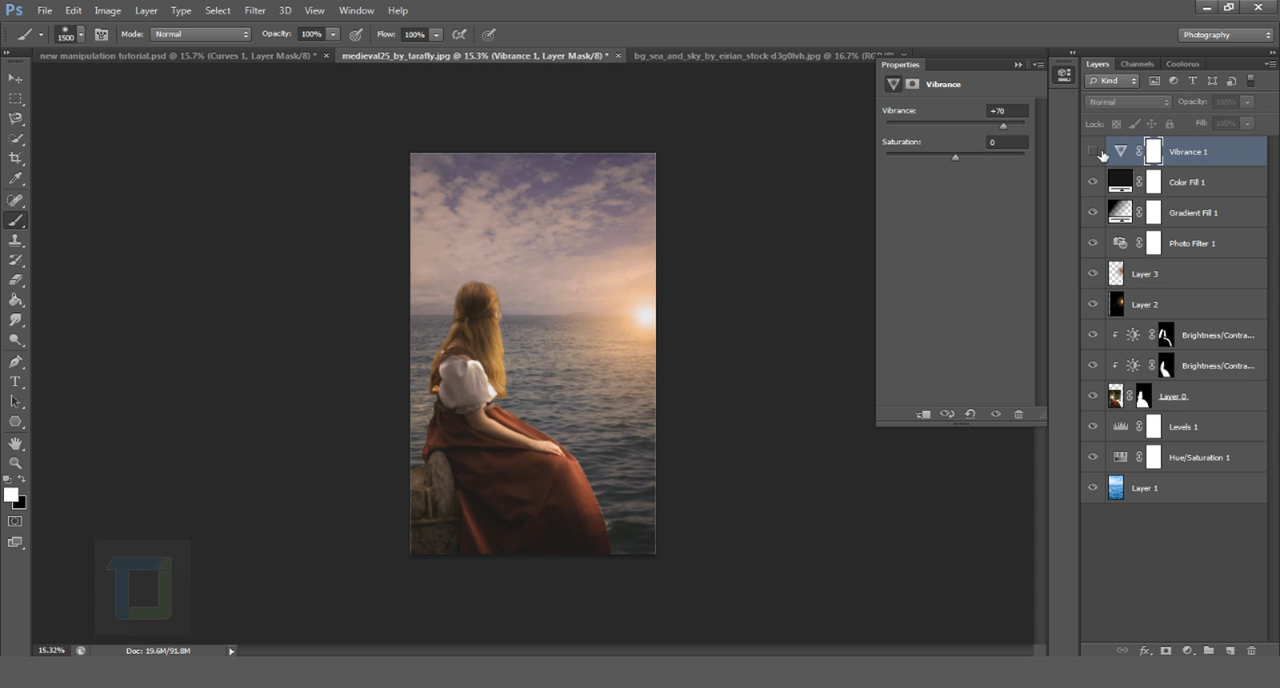 Ps File Edit Image Layer Type Select Filter 3D View Window Help
1500 Mode: Normal Opacity: 100% Flow: 100% Photography
new manipulation tutorial.psd @ 15.7% (Curves 1, Layer Mask/8) * × medieval25_by_tarafly.jpg @ 15.3% (Vibrance 1, Layer Mask/8) * × bg_sea_and_sky_by_eirian_stock-d3g0lvh.jpg @ 16.7%
Properties
Vibrance
Vibrance: +70
Saturation: 0
Layers Channels Coolorus
Kind
Normal Opacity: 100%
Lock: Fill: 100%
Vibrance 1
Color Fill 1
Gradient Fill 1
Photo Filter 1
Layer 3
Layer 2
Brightness/Contra...
Brightness/Contra...
Layer 0
Levels 1
Hue/Saturation 1
Layer 1
15.32% Doc: 19.6M/91.8M